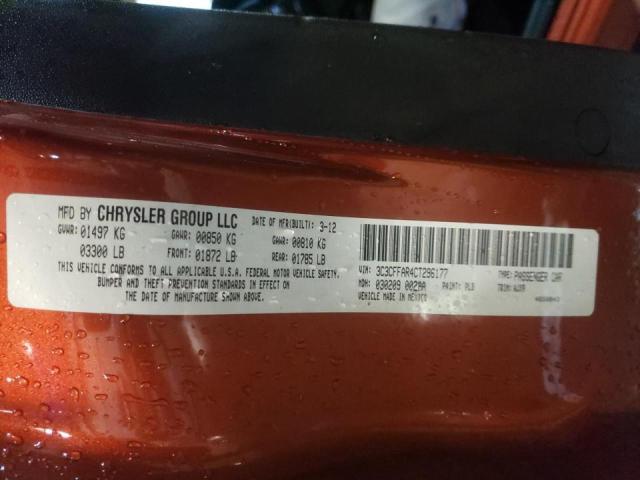 MFD BY CHRYSLER GROUP LLC DATE OF MFR(BUILT): 3-12
GVWR: 01497 KG GAWR: 00850 KG GAWR: 00810 KG
03300 LB FRONT: 01872 LB REAR: 01785 LB
THIS VEHICLE CONFORMS TO ALL APPLICABLE U.S.A. FEDERAL MOTOR VEHICLE SAFETY,
BUMPER AND THEFT PREVENTION STANDARDS IN EFFECT ON
THE DATE OF MANUFACTURE SHOWN ABOVE.
VIN: 3C3CFFAR4CT296177 TYPE: PASSENGER CAR
MDH: 030209 PAINT: PLB TRIM:
VEHICLE MADE IN MEXICO